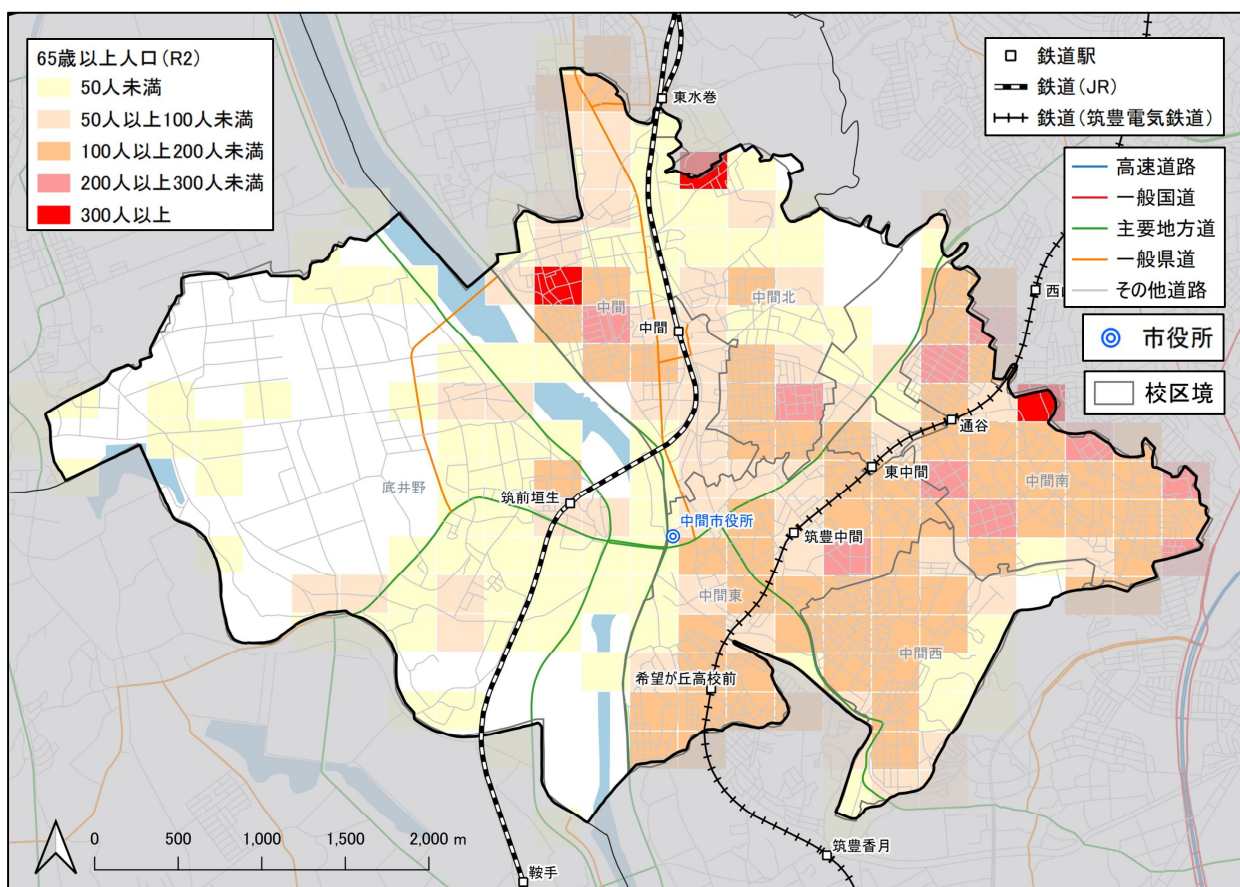 65歳以上人口(R2)
50人未満
50人以上100人未満
100人以上200人未満
200人以上300人未満
300人以上
鉄道駅
鉄道(JR)
鉄道(筑豊電気鉄道)
高速道路
一般国道
主要地方道
一般県道
その他道路
市役所
校区境
東水巻
中間
中間北
中間
通谷
東中間
中間南
底井野
筑前垣生
中間市役所
筑豊中間
中間東
中間西
希望が丘高校前
筑豊香月
鞍手
0
500
1,000
1,500
2,000 m